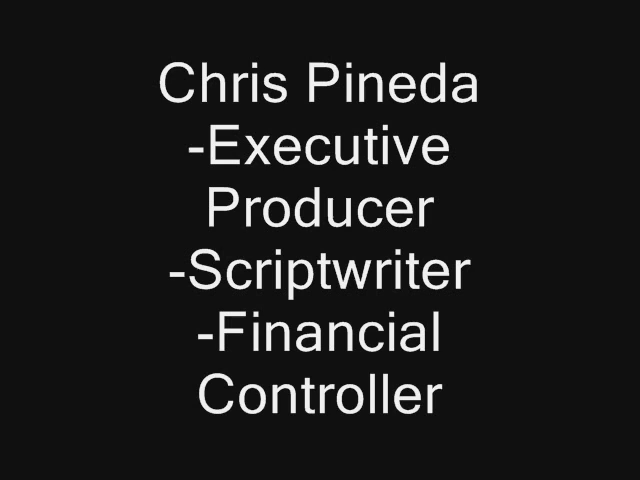 Chris Pineda
-Executive
Producer
-Scriptwriter
-Financial
Controller